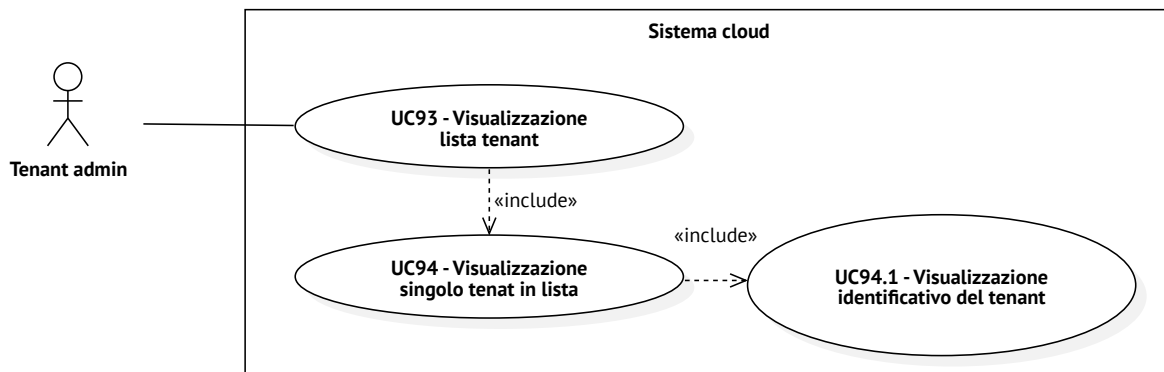 Sistema cloud
Tenant admin
UC93 - Visualizzazione
lista tenant
«include»
UC94 - Visualizzazione
singolo tenat in lista
«include»
UC94.1 - Visualizzazione
identificativo del tenant